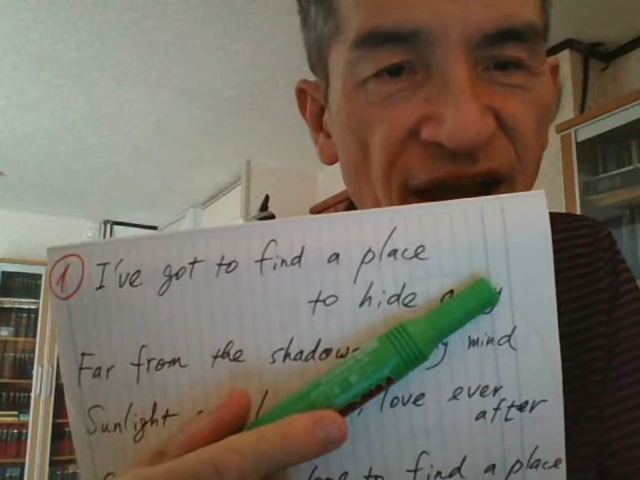 1 I've got to find a place
to hide
Far from the shadows mind
Sunlight love ever
after
to find a place